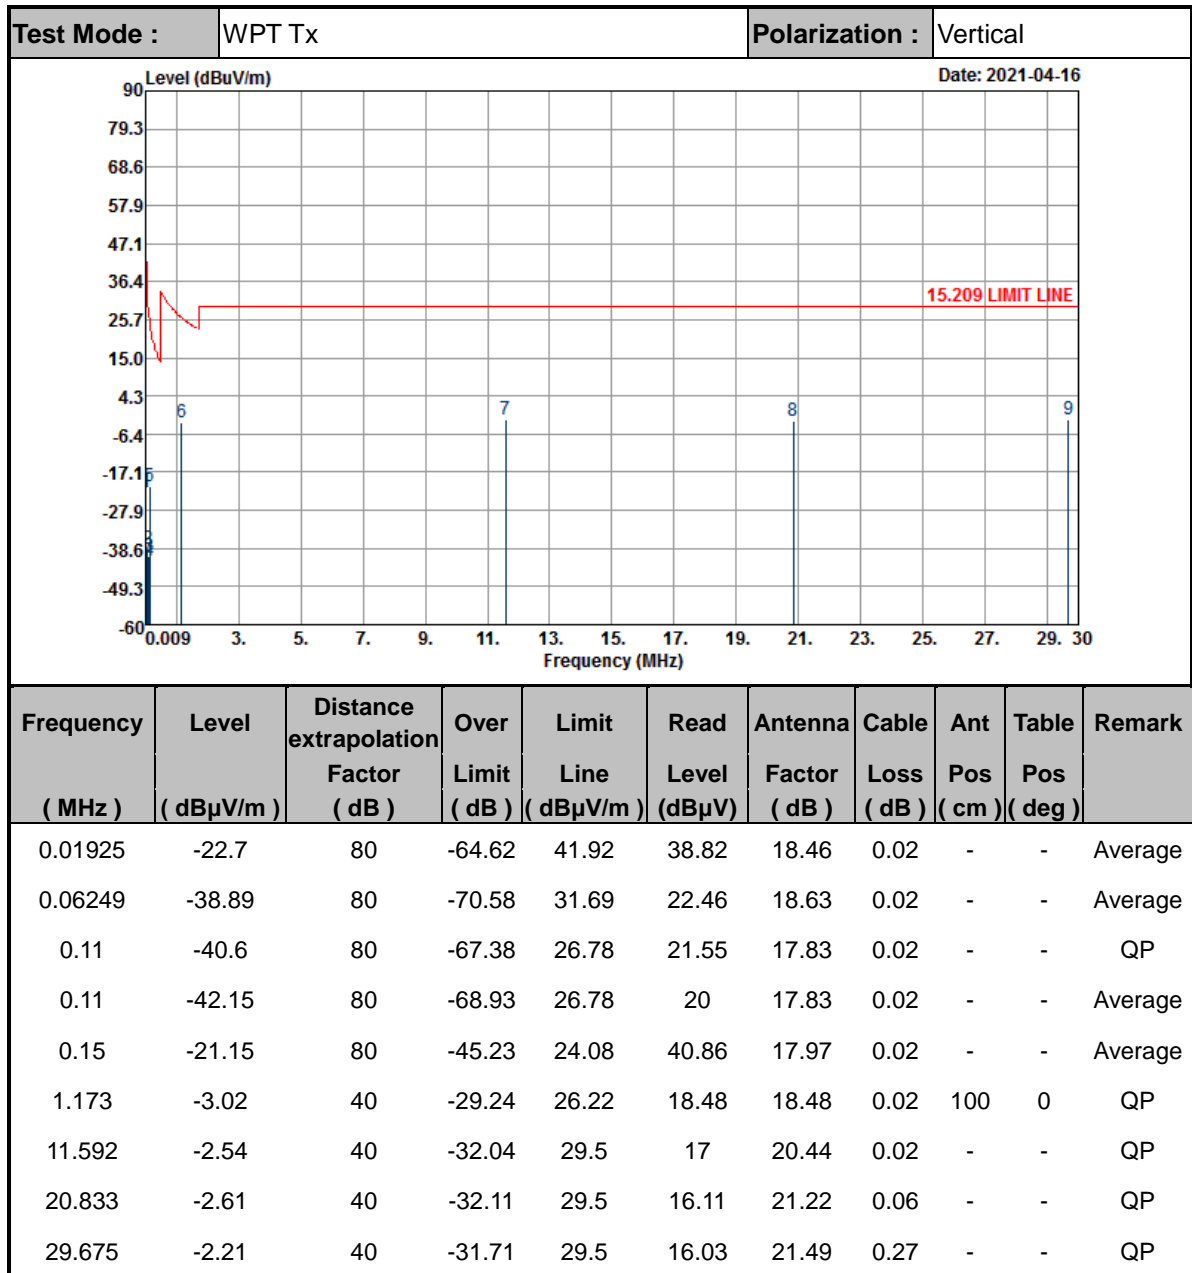 Test Mode : WPT Tx Polarization : Vertical
Level (dBuV/m) Date: 2021-04-16
90
79.3
68.6
57.9
47.1
36.4
15.209 LIMIT LINE
25.7
15.0
4.3
6 7 8 9
-6.4
-17.1
5
-27.9
-38.6
-49.3
-60
0.009 3. 5. 7. 9. 11. 13. 15. 17. 19. 21. 23. 25. 27. 29. 30
Frequency (MHz)
Frequency Level Distance extrapolation Factor Over Limit Limit Line Read Level Antenna Factor Cable Loss Ant Pos Table Pos Remark
( MHz ) ( dBµV/m ) ( dB ) ( dB ) ( dBµV/m ) (dBµV) ( dB ) ( dB ) ( cm ) ( deg )
0.01925 -22.7 80 -64.62 41.92 38.82 18.46 0.02 - - Average
0.06249 -38.89 80 -70.58 31.69 22.46 18.63 0.02 - - Average
0.11 -40.6 80 -67.38 26.78 21.55 17.83 0.02 - - QP
0.11 -42.15 80 -68.93 26.78 20 17.83 0.02 - - Average
0.15 -21.15 80 -45.23 24.08 40.86 17.97 0.02 - - Average
1.173 -3.02 40 -29.24 26.22 18.48 18.48 0.02 100 0 QP
11.592 -2.54 40 -32.04 29.5 17 20.44 0.02 - - QP
20.833 -2.61 40 -32.11 29.5 16.11 21.22 0.06 - - QP
29.675 -2.21 40 -31.71 29.5 16.03 21.49 0.27 - - QP